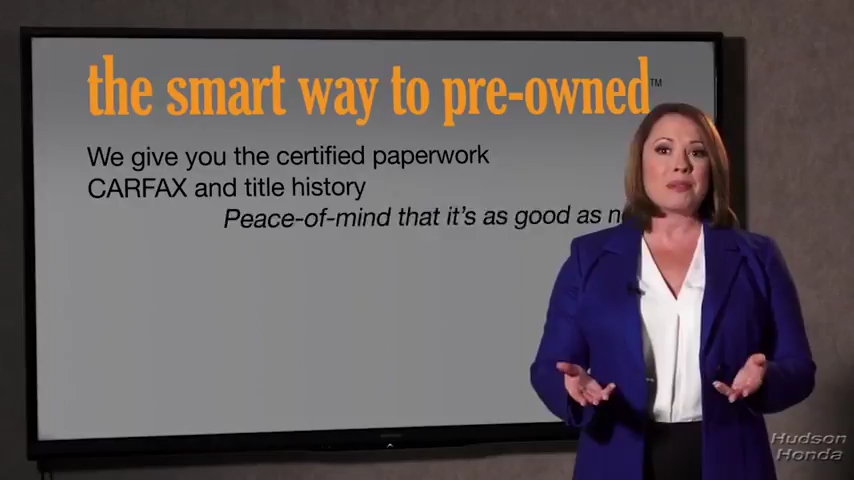 the smart way to pre-owned™
We give you the certified paperwork
CARFAX and title history
Peace-of-mind that it's as good as
Hudson
Honda